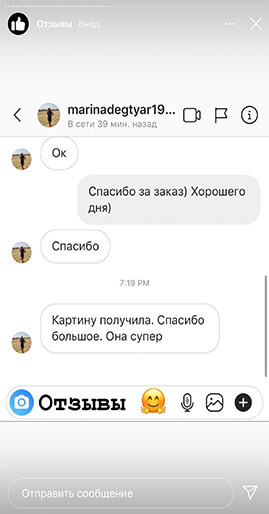 Отзывы 8нед.
marinadegtyar19...
В сети 39 мин. назад
Ок
Спасибо за заказ) Хорошего
дня)
Спасибо
7:19 PM
Картину получила. Спасибо
большое. Она супер
Отзывы
Отправить сообщение